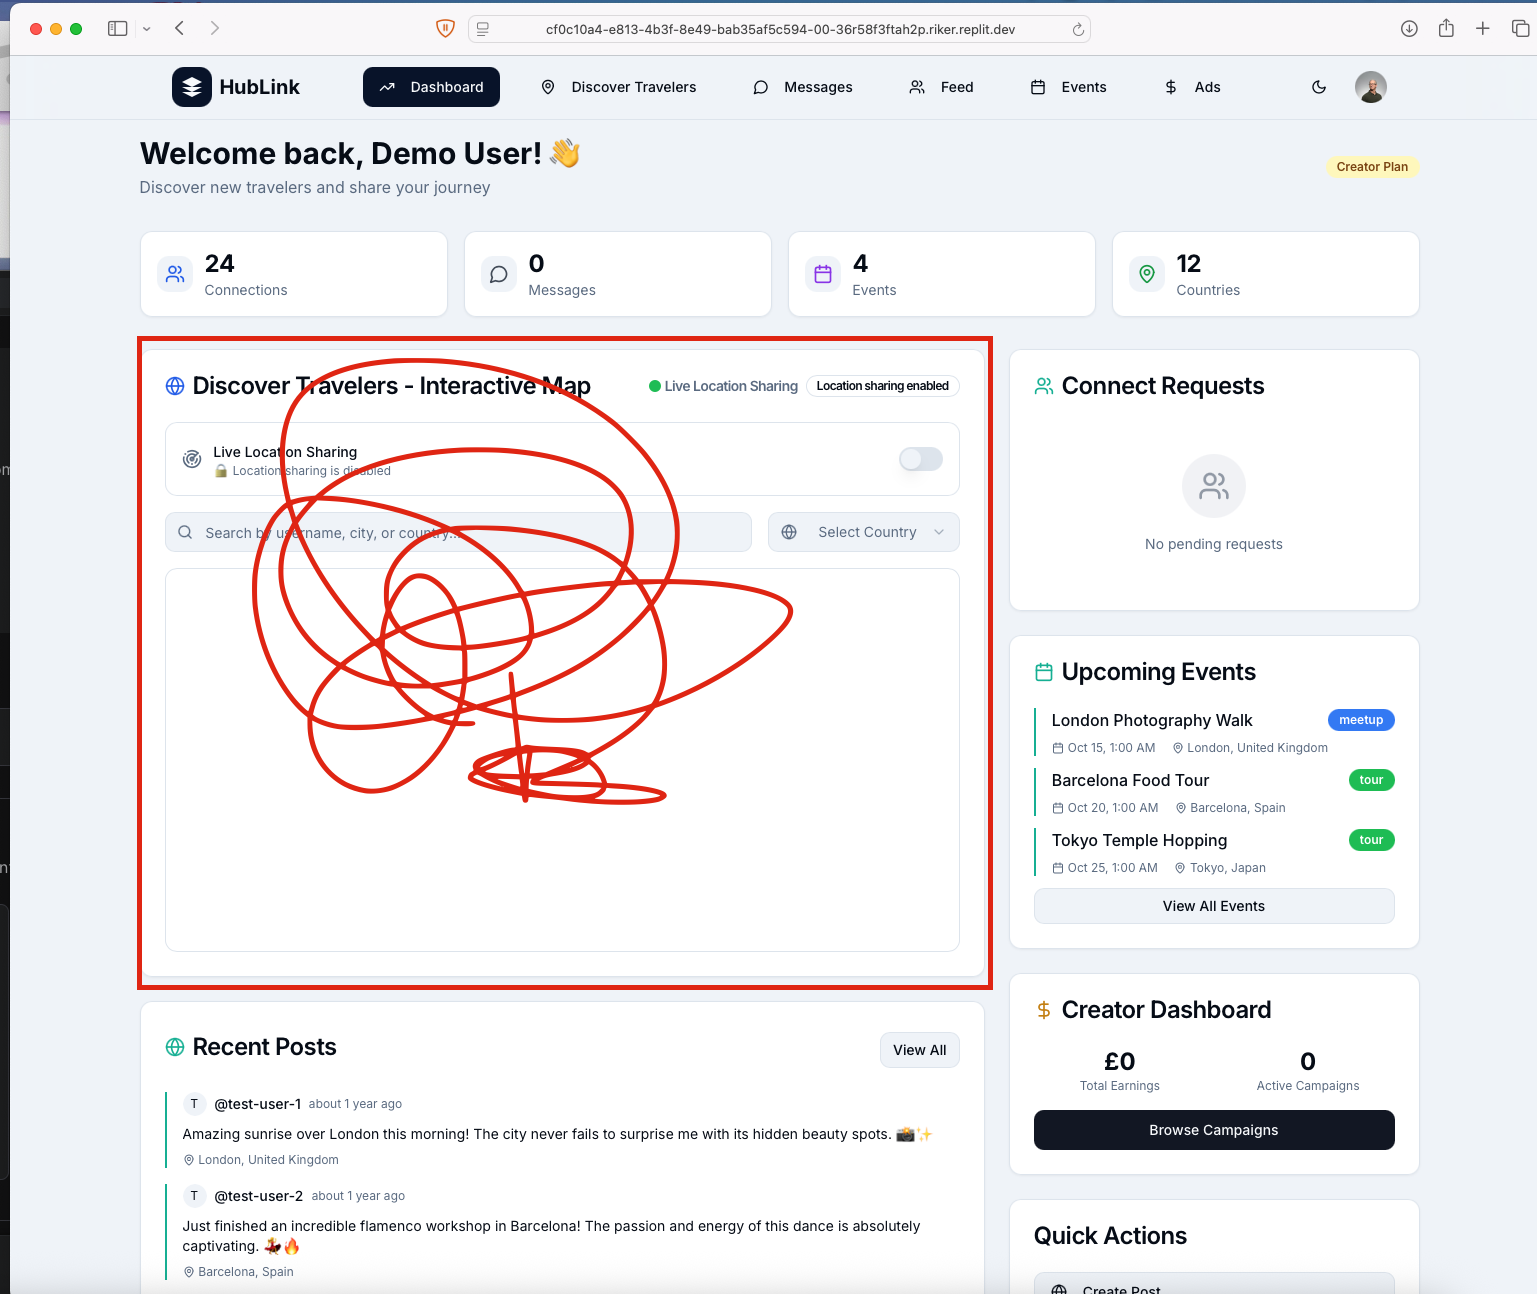 cf0c10a4-e813-4b3f-8e49-bab35af5c594-00-36r58f3ftah2p.riker.replit.dev
HubLink
Dashboard
Discover Travelers
Messages
Feed
Events
Ads
Welcome back, Demo User! 👋
Discover new travelers and share your journey
Creator Plan
24
Connections
0
Messages
4
Events
12
Countries
Discover Travelers - Interactive Map
Live Location Sharing
Location sharing enabled
Live Location Sharing
🔒 Location sharing is disabled
Search by username, city, or country...
Select Country
Connect Requests
No pending requests
Upcoming Events
London Photography Walk
meetup
Oct 15, 1:00 AM
London, United Kingdom
Barcelona Food Tour
tour
Oct 20, 1:00 AM
Barcelona, Spain
Tokyo Temple Hopping
tour
Oct 25, 1:00 AM
Tokyo, Japan
View All Events
Recent Posts
View All
T
@test-user-1 about 1 year ago
Amazing sunrise over London this morning! The city never fails to surprise me with its hidden beauty spots. 📸✨
London, United Kingdom
T
@test-user-2 about 1 year ago
Just finished an incredible flamenco workshop in Barcelona! The passion and energy of this dance is absolutely
captivating. 💃🔥
Barcelona, Spain
Creator Dashboard
£0
Total Earnings
0
Active Campaigns
Browse Campaigns
Quick Actions
Create Post